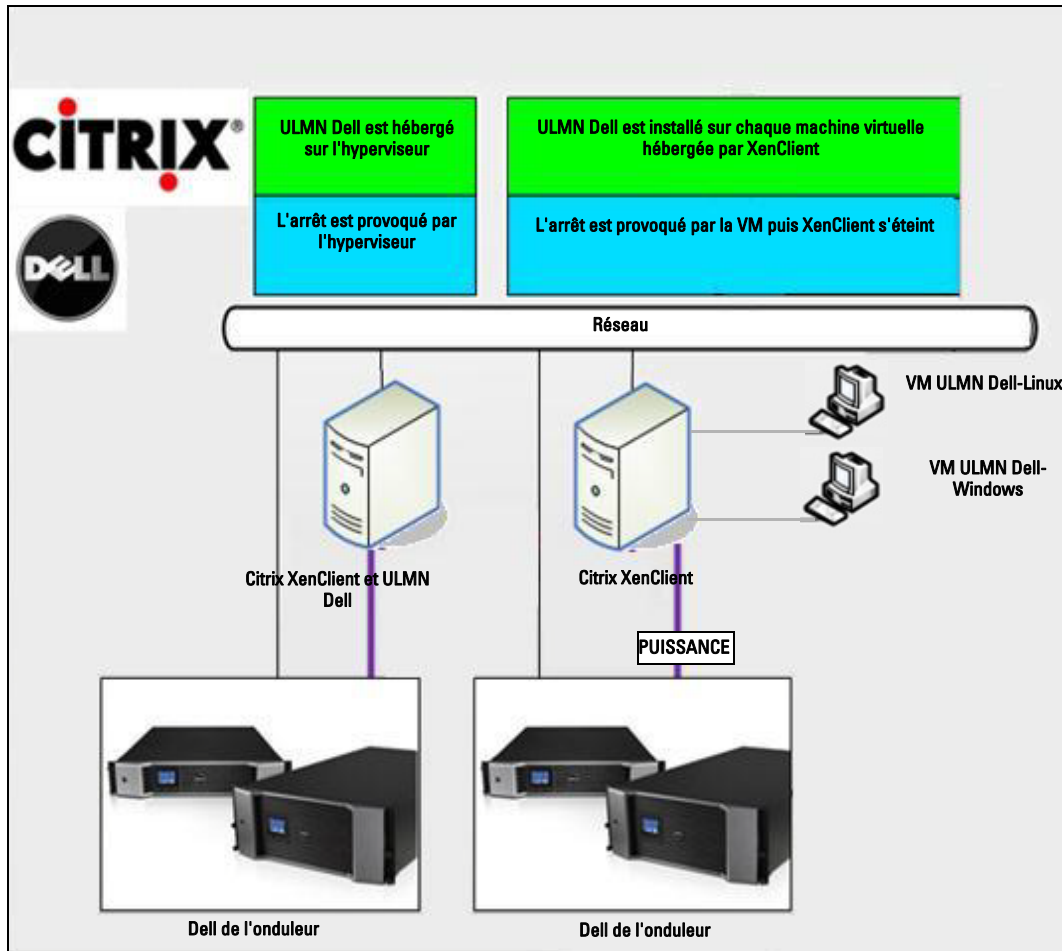 CiTRIX®
DELL
ULMN Dell est hébergé
sur l'hyperviseur
ULMN Dell est installé sur chaque machine virtuelle
hébergée par XenClient
L'arrêt est provoqué par
l'hyperviseur
L'arrêt est provoqué par la VM puis XenClient s'éteint
Réseau
VM ULMN Dell-Linux
VM ULMN Dell-
Windows
Citrix XenClient et ULMN
Dell
Citrix XenClient
PUISSANCE
Dell de l'onduleur
Dell de l'onduleur